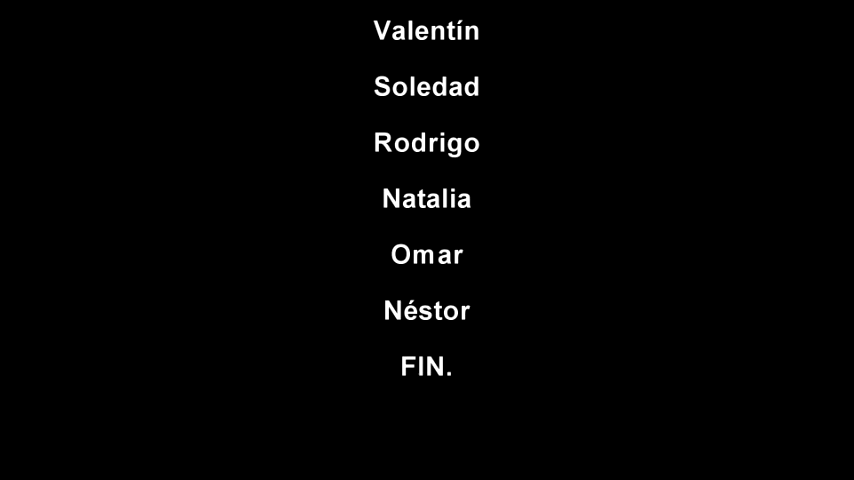 Valentín
Soledad
Rodrigo
Natalia
Omar
Néstor
FIN.